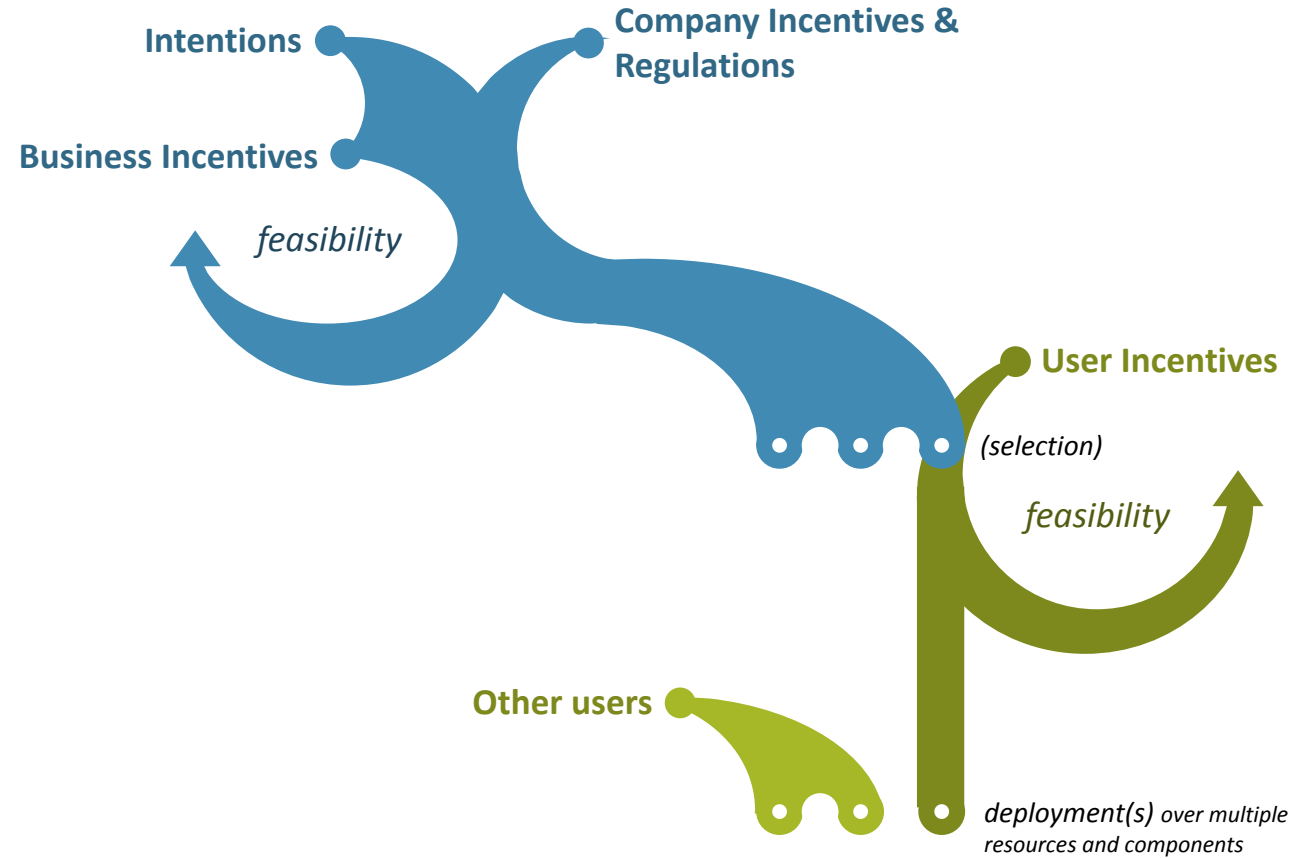 Intentions
Company Incentives &
Regulations
Business Incentives
feasibility
User Incentives
(selection)
feasibility
Other users
deployment(s) over multiple
resources and components